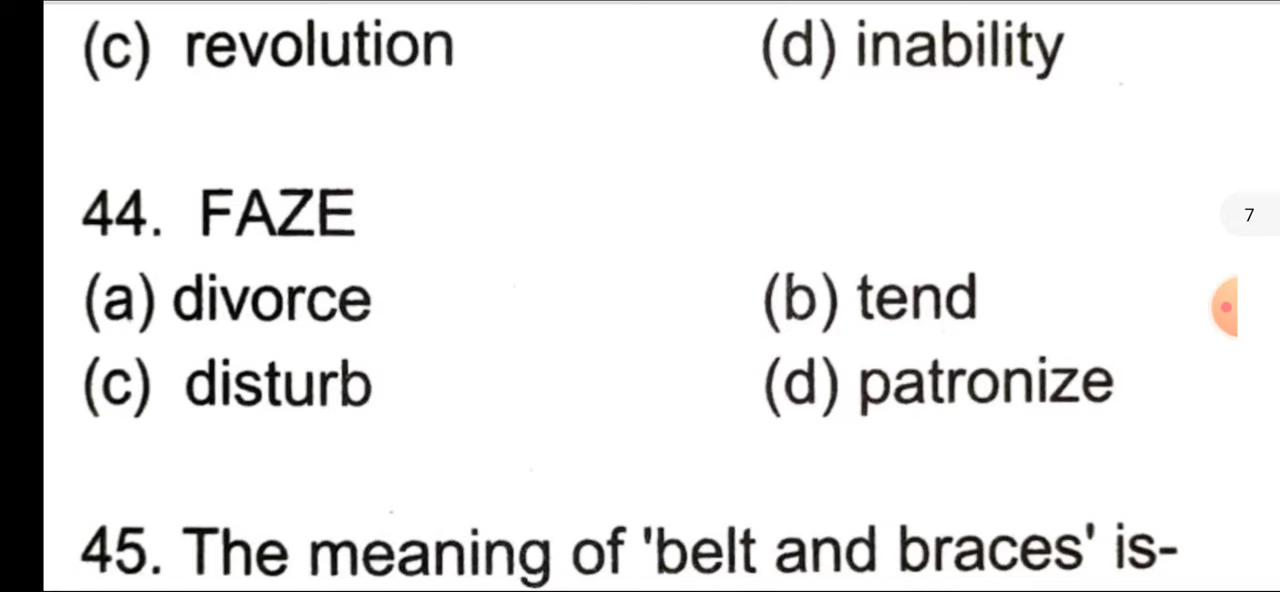 (c) revolution (d) inability
44. FAZE
7
(a) divorce (b) tend
(c) disturb (d) patronize
45. The meaning of 'belt and braces' is-